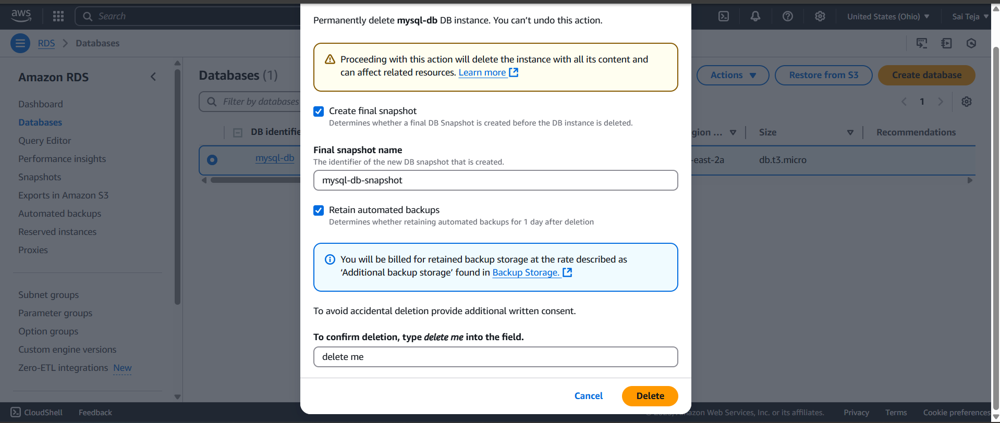 aws
Search
United States (Ohio)
Sai Teja
RDS
Databases
Amazon RDS
Dashboard
Databases
Query Editor
Performance insights
Snapshots
Exports in Amazon S3
Automated backups
Reserved instances
Proxies
Subnet groups
Parameter groups
Option groups
Custom engine versions
Zero-ETL integrations New
Databases (1)
Actions
Restore from S3
Create database
Filter by databases
1
DB identifie
gion ...
Size
Recommendations
mysql-db
-east-2a
db.t3.micro
Permanently delete mysql-db DB instance. You can’t undo this action.
Proceeding with this action will delete the instance with all its content and
can affect related resources. Learn more
Create final snapshot
Determines whether a final DB Snapshot is created before the DB instance is deleted.
Final snapshot name
The identifier of the new DB snapshot that is created.
mysql-db-snapshot
Retain automated backups
Determines whether retaining automated backups for 1 day after deletion
You will be billed for retained backup storage at the rate described as
‘Additional backup storage’ found in Backup Storage.
To avoid accidental deletion provide additional written consent.
To confirm deletion, type delete me into the field.
delete me
Cancel
Delete
CloudShell
Feedback
Amazon Web Services, Inc. or its affiliates.
Privacy
Terms
Cookie preferences